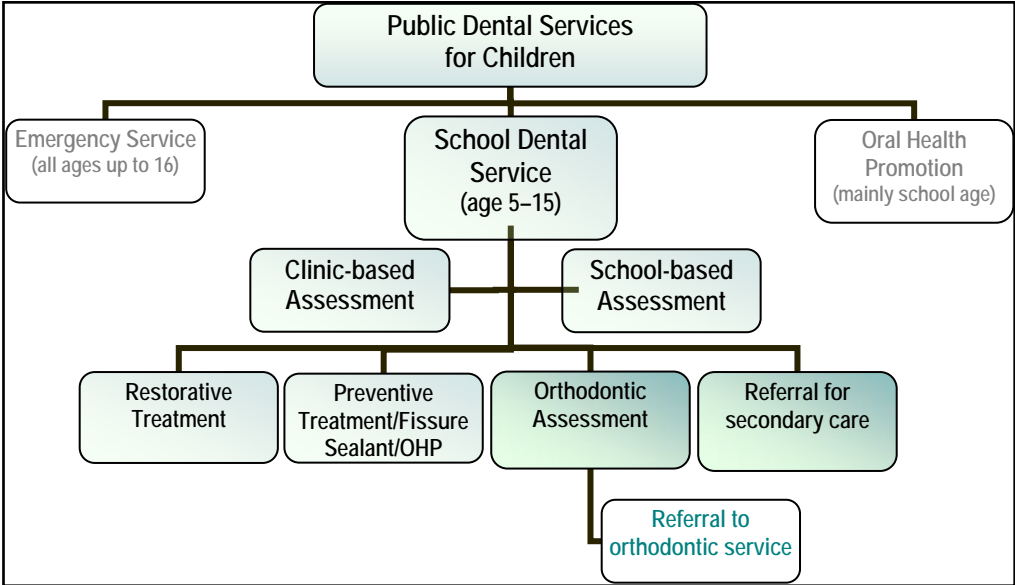 Public Dental Services
for Children
Emergency Service
(all ages up to 16)
School Dental
Service
(age 5–15)
Oral Health
Promotion
(mainly school age)
Clinic-based
Assessment
School-based
Assessment
Restorative
Treatment
Preventive
Treatment/Fissure
Sealant/OHP
Orthodontic
Assessment
Referral for
secondary care
Referral to
orthodontic service